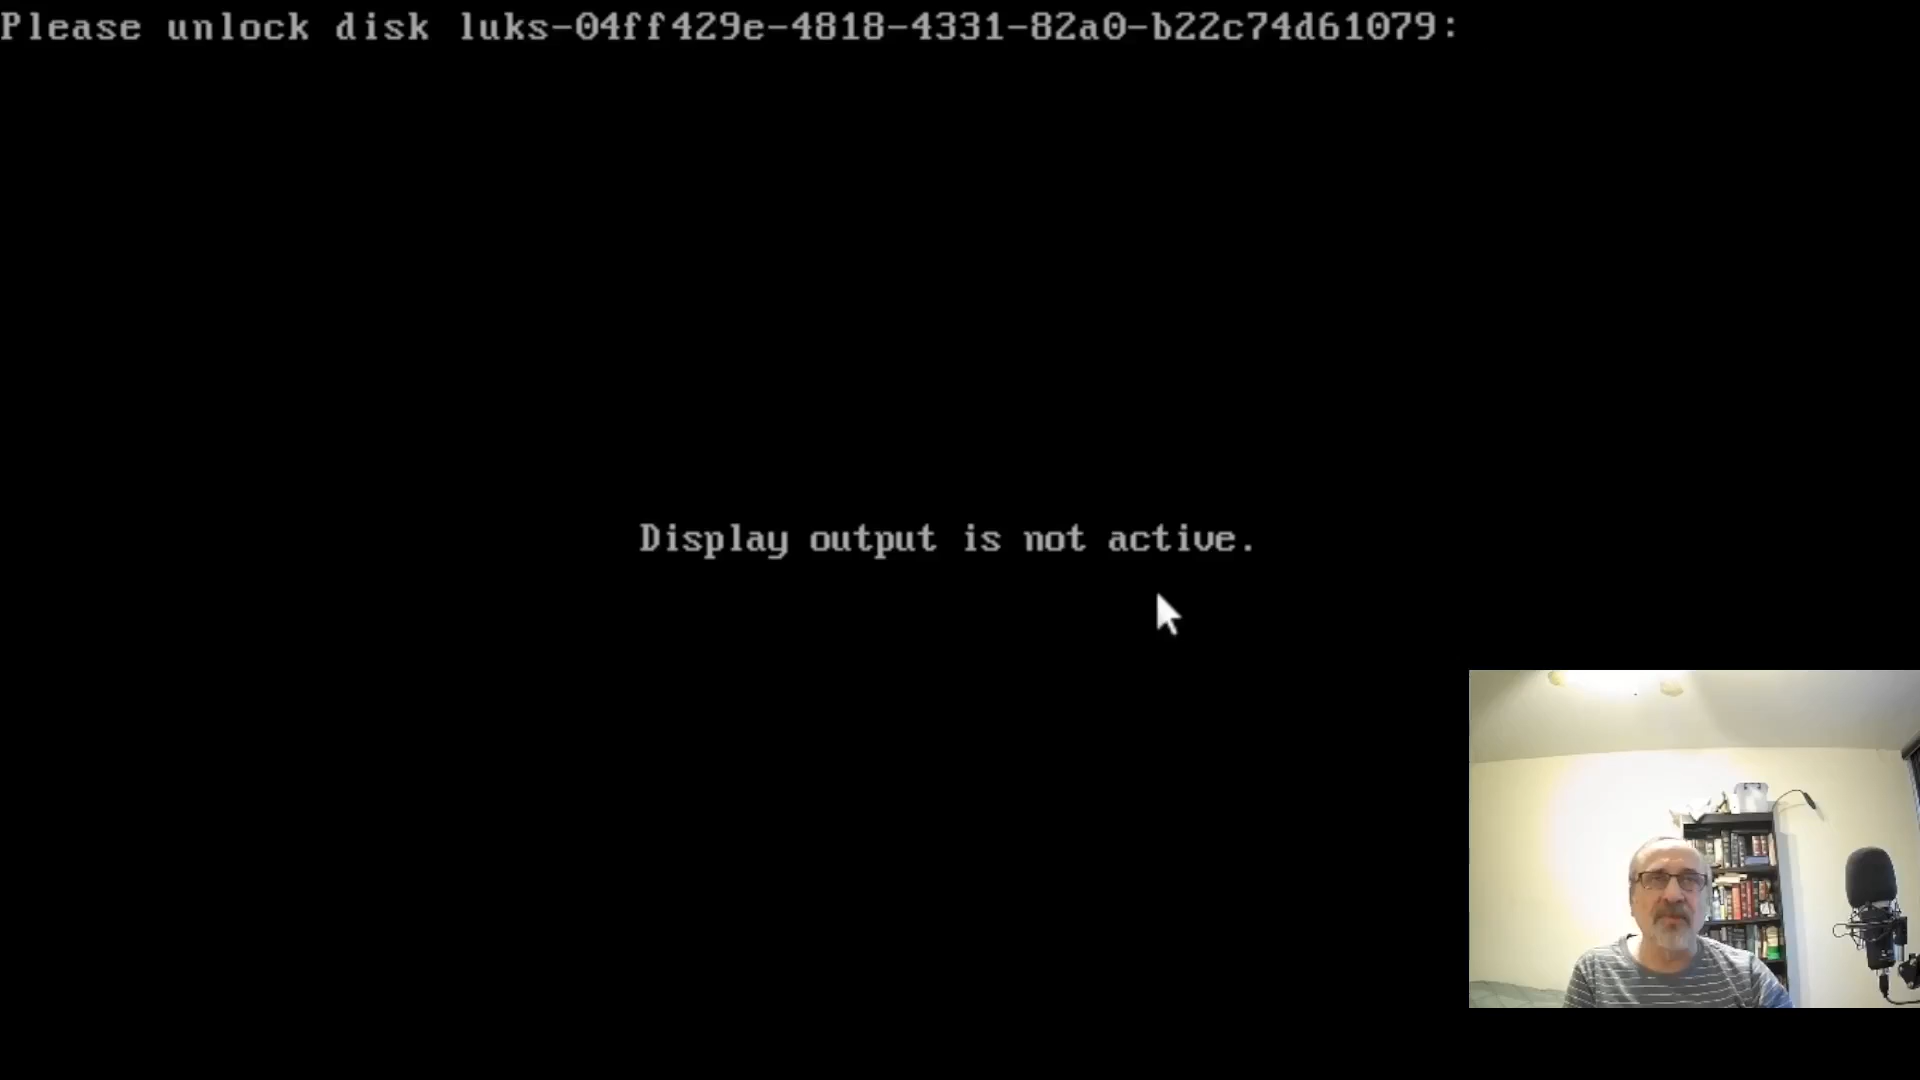 Please unlock disk luks-04ff429e-4818-4331-82a0-b22c74d61079:
Display output is not active.